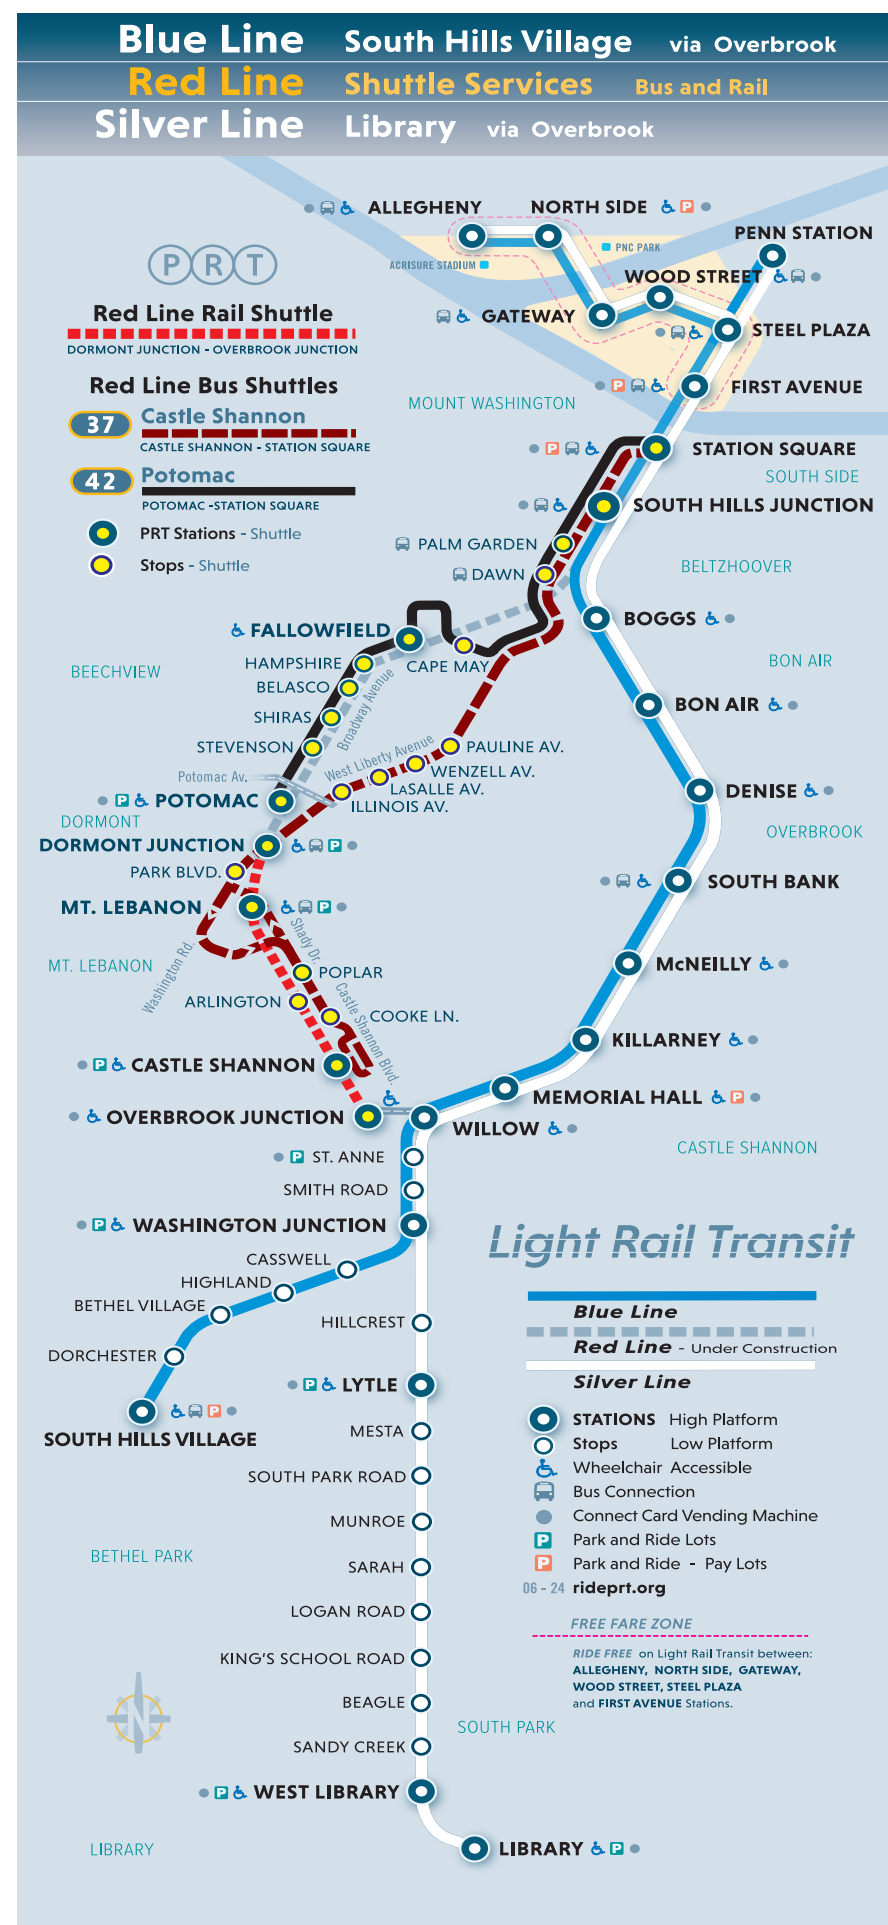 Blue Line South Hills Village via Overbrook
Red Line Shuttle Services Bus and Rail
Silver Line Library via Overbrook
ALLEGHENY
NORTH SIDE P
PENN STATION
PNC PARK
ACRISURE STADIUM
WOOD STREET
GATEWAY
STEEL PLAZA
PRT
Red Line Rail Shuttle
DORMONT JUNCTION - OVERBROOK JUNCTION
Red Line Bus Shuttles
37 Castle Shannon
CASTLE SHANNON - STATION SQUARE
42 Potomac
POTOMAC -STATION SQUARE
PRT Stations - Shuttle
Stops - Shuttle
P
FIRST AVENUE
MOUNT WASHINGTON
P
STATION SQUARE
SOUTH SIDE
SOUTH HILLS JUNCTION
PALM GARDEN
DAWN
BELTZHOOVER
BOGGS
FALLOWFIELD
HAMPSHIRE
CAPE MAY
BON AIR
BEECHVIEW
BELASCO
Broadway Avenue
BON AIR
SHIRAS
STEVENSON
West Liberty Avenue
PAULINE AV.
WENZELL AV.
LASALLE AV.
ILLINOIS AV.
Potomac Av.
P POTOMAC
DENISE
DORMONT
OVERBROOK
DORMONT JUNCTION P
PARK BLVD.
SOUTH BANK
MT. LEBANON P
Shady Dr.
Washington Rd.
MT. LEBANON
POPLAR
McNEILLY
ARLINGTON
Castle Shannon Blvd.
COOKE LN.
KILLARNEY
P CASTLE SHANNON
MEMORIAL HALL P
OVERBROOK JUNCTION
WILLOW
CASTLE SHANNON
P ST. ANNE
SMITH ROAD
P WASHINGTON JUNCTION
CASSWELL
HIGHLAND
BETHEL VILLAGE
HILLCREST
DORCHESTER
P LYTLE
P
SOUTH HILLS VILLAGE
MESTA
SOUTH PARK ROAD
MUNROE
BETHEL PARK
SARAH
LOGAN ROAD
KING'S SCHOOL ROAD
BEAGLE
N
SOUTH PARK
SANDY CREEK
P WEST LIBRARY
LIBRARY
LIBRARY P
Light Rail Transit
Blue Line
Red Line - Under Construction
Silver Line
STATIONS High Platform
Stops Low Platform
Wheelchair Accessible
Bus Connection
Connect Card Vending Machine
P Park and Ride Lots
P Park and Ride - Pay Lots
06 - 24 rideprt.org
FREE FARE ZONE
RIDE FREE on Light Rail Transit between:
ALLEGHENY, NORTH SIDE, GATEWAY,
WOOD STREET, STEEL PLAZA
and FIRST AVENUE Stations.